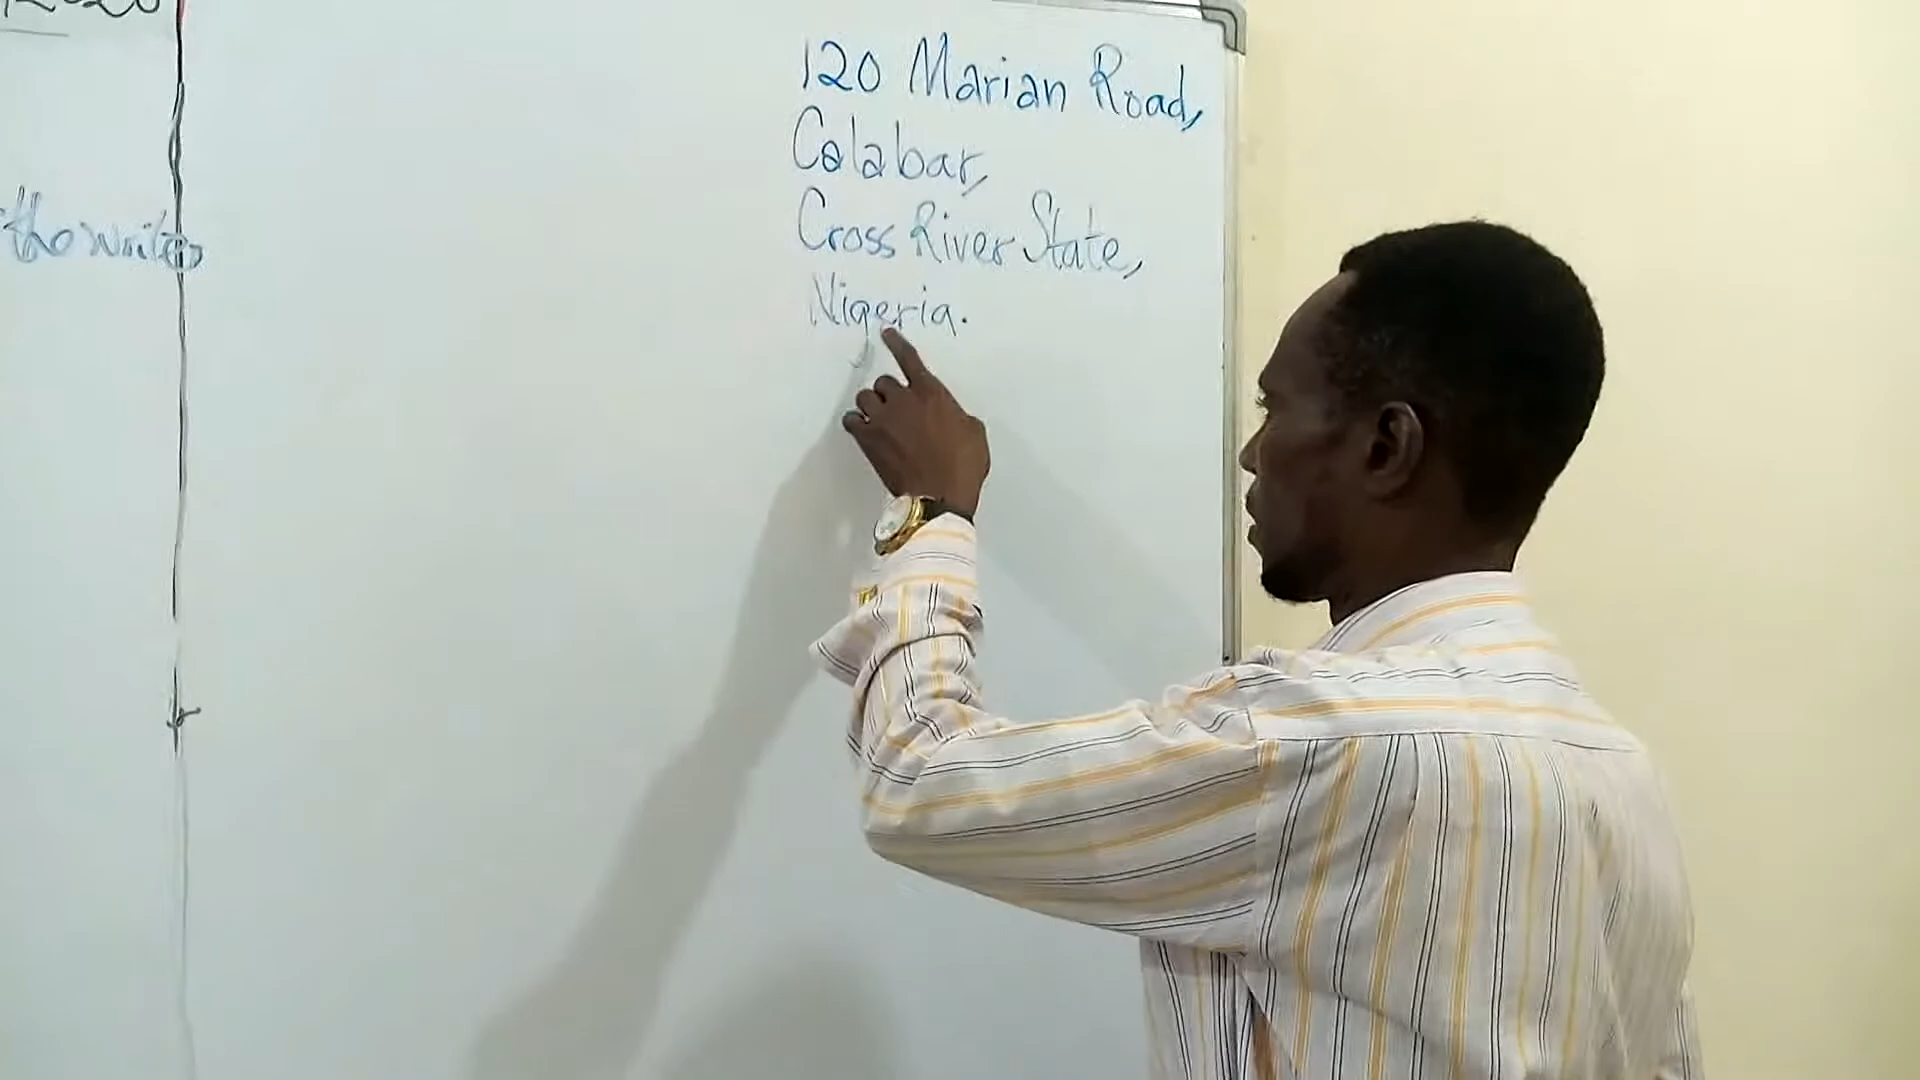 the writer
120 Marian Road,
Calabar,
Cross River State,
Nigeria.